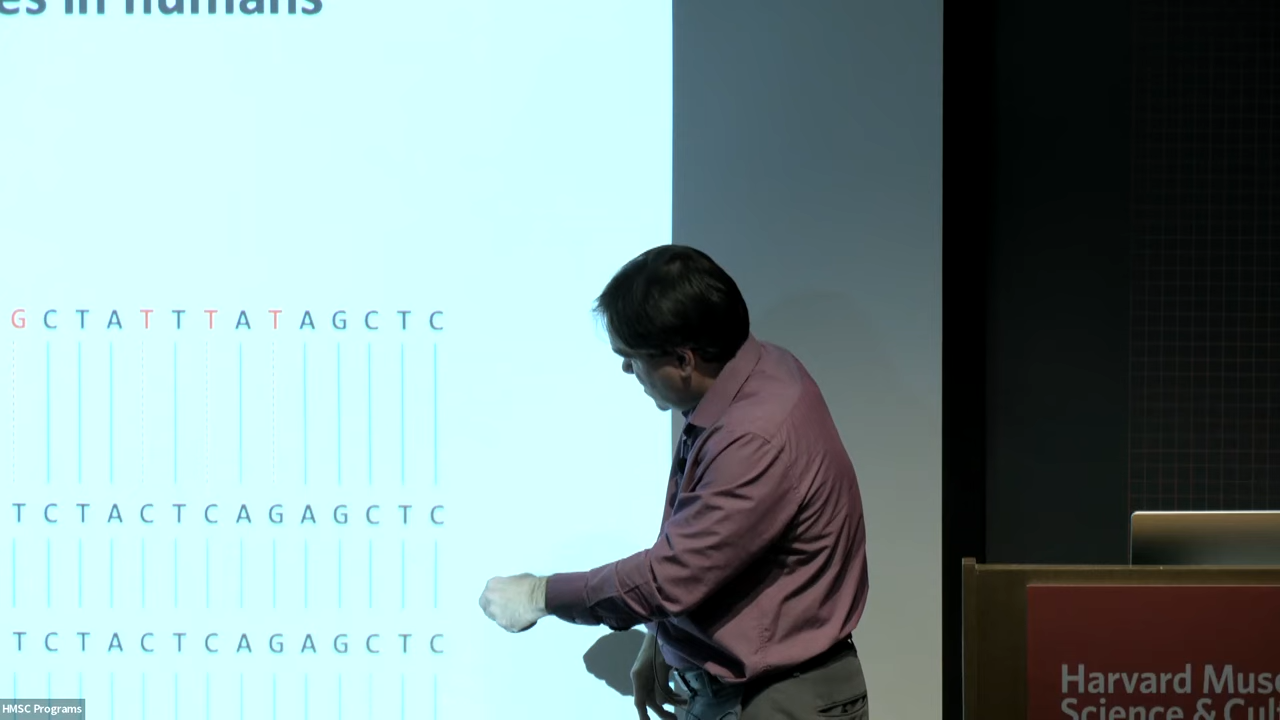 es in humans
G C T A T T T A T A G C T C
T C T A C T C A G A G C T C
T C T A C T C A G A G C T C
HMSC Programs
Harvard Muse
Science & Cul